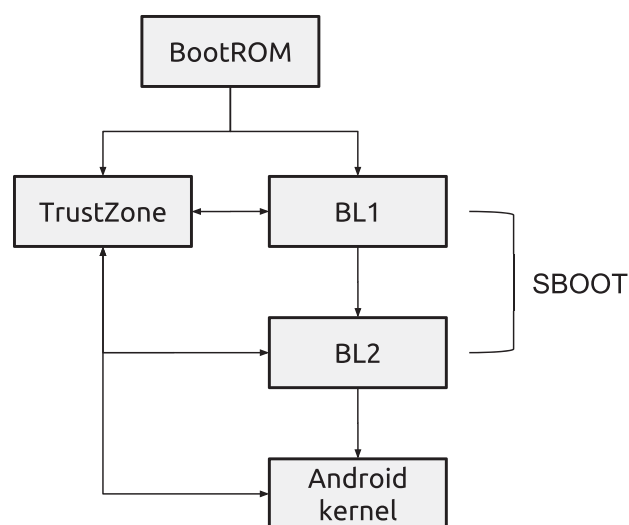 BootROM
TrustZone
BL1
SBOOT
BL2
Android
kernel